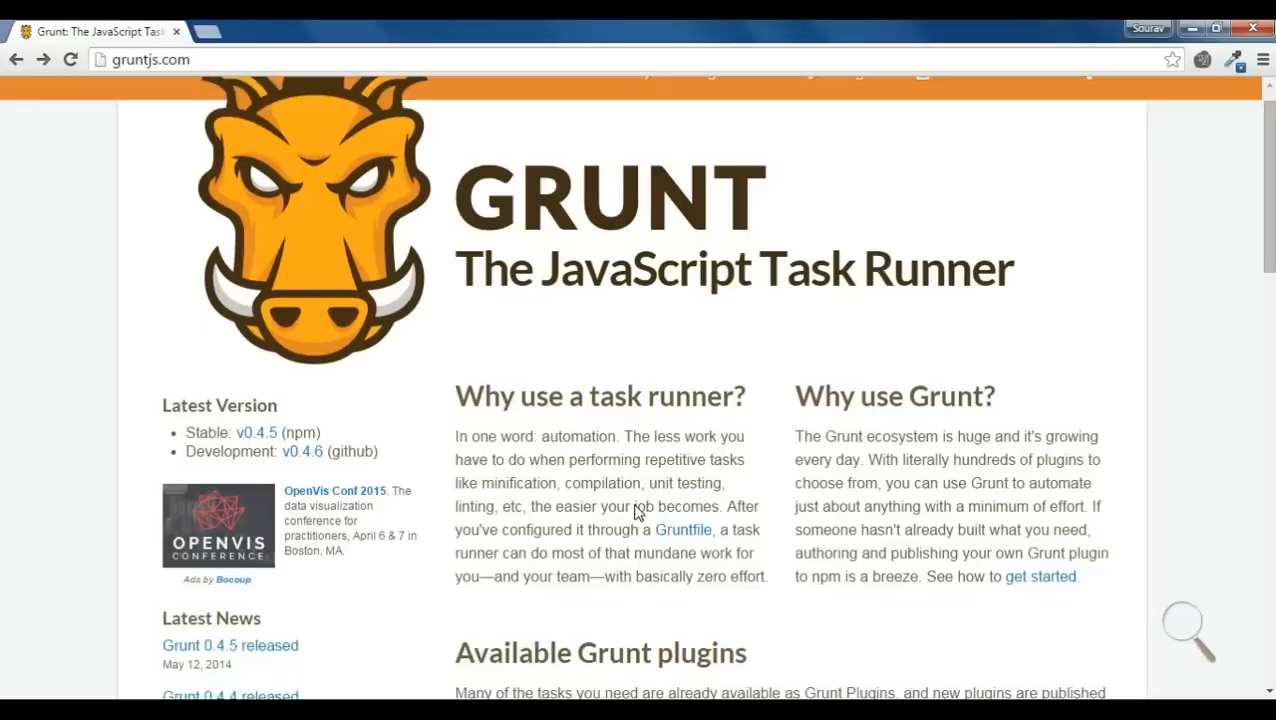 Grunt: The JavaScript Tas
Sourav
gruntjs.com
GRUNT
The JavaScript Task Runner
Latest Version
Stable: v0.4.5 (npm)
Development: v0.4.6 (github)
OPENVIS
CONFERENCE
OpenVis Conf 2015. The
data visualization
conference for
practitioners, April 6 & 7 in
Boston, MA.
Ads by Bocoup.
Latest News
Grunt 0.4.5 released
May 12, 2014
Grunt 0.4.4 released
Why use a task runner?
In one word: automation. The less work you
have to do when performing repetitive tasks
like minification, compilation, unit testing,
linting, etc, the easier your job becomes. After
you've configured it through a Gruntfile, a task
runner can do most of that mundane work for
you—and your team—with basically zero effort.
Why use Grunt?
The Grunt ecosystem is huge and it's growing
every day. With literally hundreds of plugins to
choose from, you can use Grunt to automate
just about anything with a minimum of effort. If
someone hasn't already built what you need,
authoring and publishing your own Grunt plugin
to npm is a breeze. See how to get started.
Available Grunt plugins
Many of the tasks you need are already available as Grunt Plugins, and new plugins are published